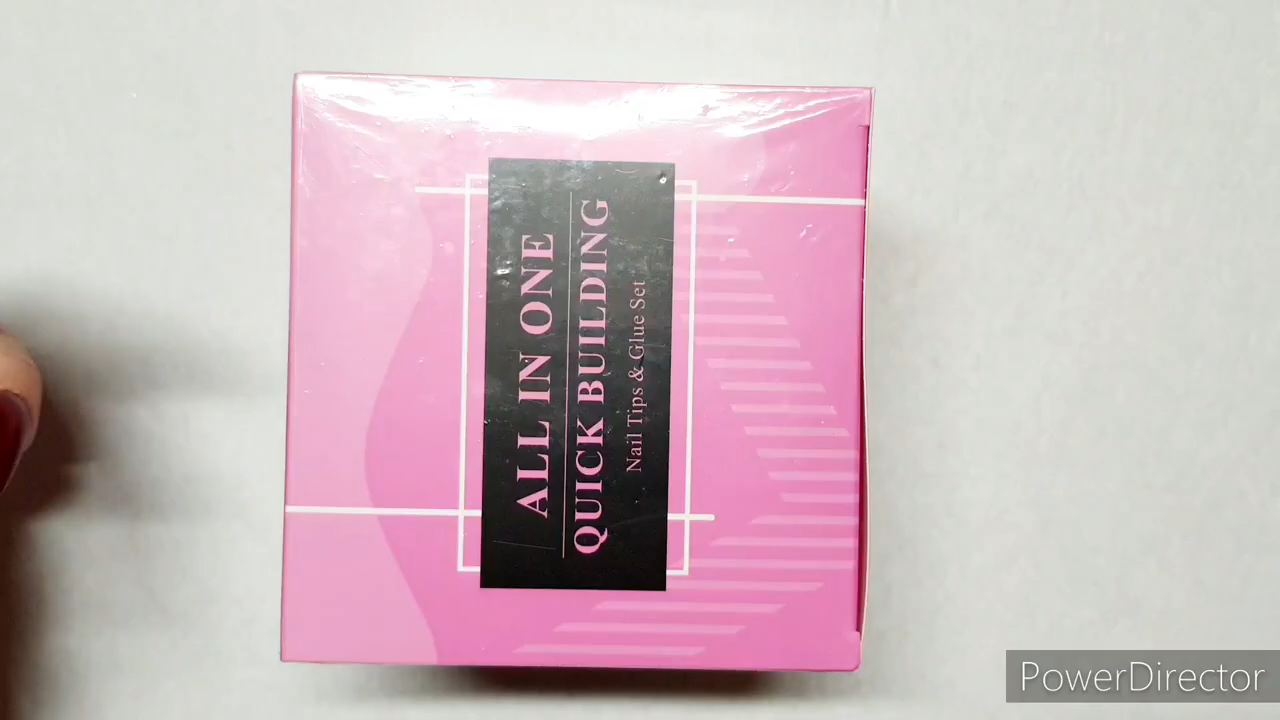 ALL IN ONE
QUICK BUILDING
Nail Tips & Glue Set
PowerDirector